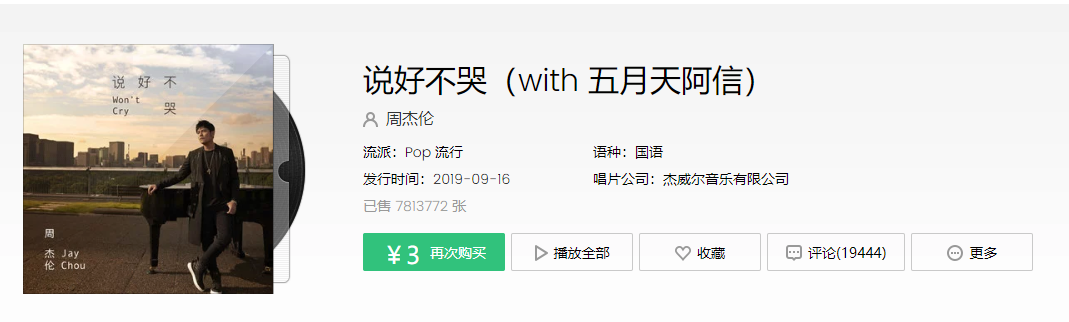 说好不
Won't
Cry
哭
周
杰 Jay
伦 Chou
说好不哭（with 五月天阿信）
周杰伦
流派：Pop 流行
语种：国语
发行时间：2019-09-16
唱片公司：杰威尔音乐有限公司
已售 7813772 张
¥3 再次购买
播放全部
收藏
评论(19444)
更多